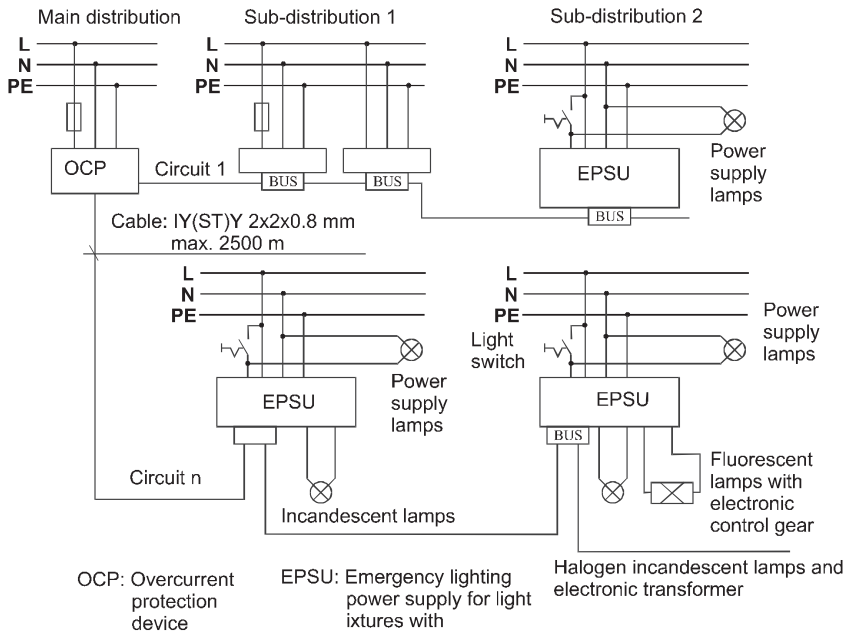 Main distribution
Sub-distribution 1
Sub-distribution 2
L
N
PE
L
N
PE
L
N
PE
OCP
Circuit 1
BUS
BUS
EPSU
BUS
Power
supply
lamps
Cable: IY(ST)Y 2x2x0.8 mm
max. 2500 m
L
N
PE
L
N
PE
Light
switch
Power
supply
lamps
Power
supply
lamps
EPSU
EPSU
BUS
Circuit n
Incandescent lamps
Fluorescent
lamps with
electronic
control gear
Halogen incandescent lamps and
electronic transformer
OCP: Overcurrent
protection
device
EPSU: Emergency lighting
power supply for light
ixtures with